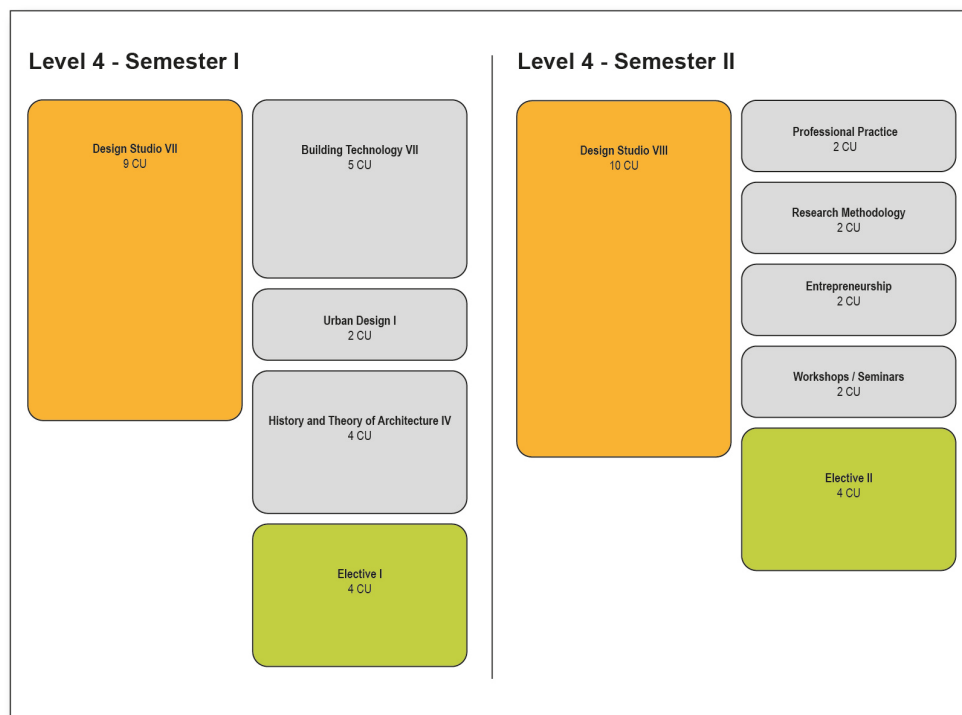 Level 4 - Semester I
Design Studio VII
9 CU
Building Technology VII
5 CU
Urban Design I
2 CU
History and Theory of Architecture IV
4 CU
Elective I
4 CU
Level 4 - Semester II
Design Studio VIII
10 CU
Professional Practice
2 CU
Research Methodology
2 CU
Entrepreneurship
2 CU
Workshops / Seminars
2 CU
Elective II
4 CU